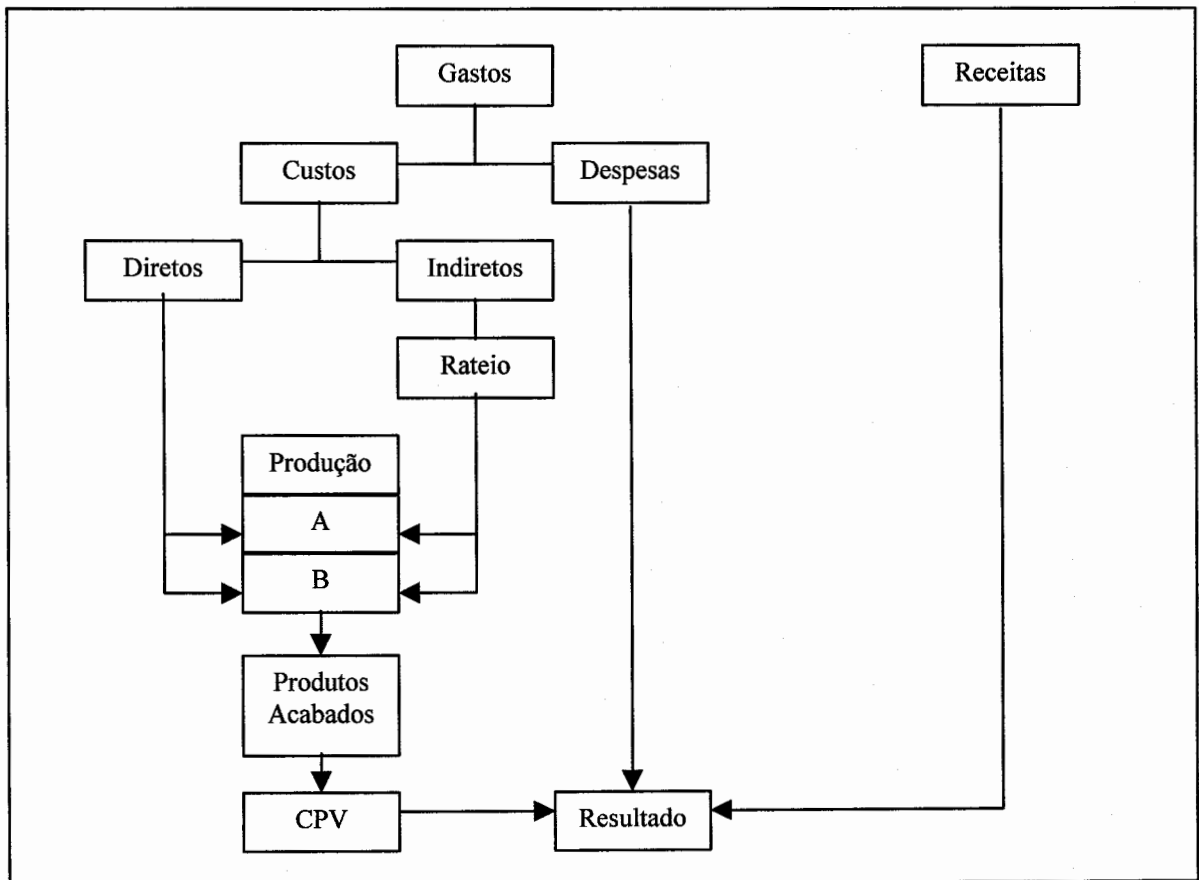 Gastos
Receitas
Custos
Despesas
Diretos
Indiretos
Rateio
Produção
A
B
Produtos
Acabados
CPV
Resultado